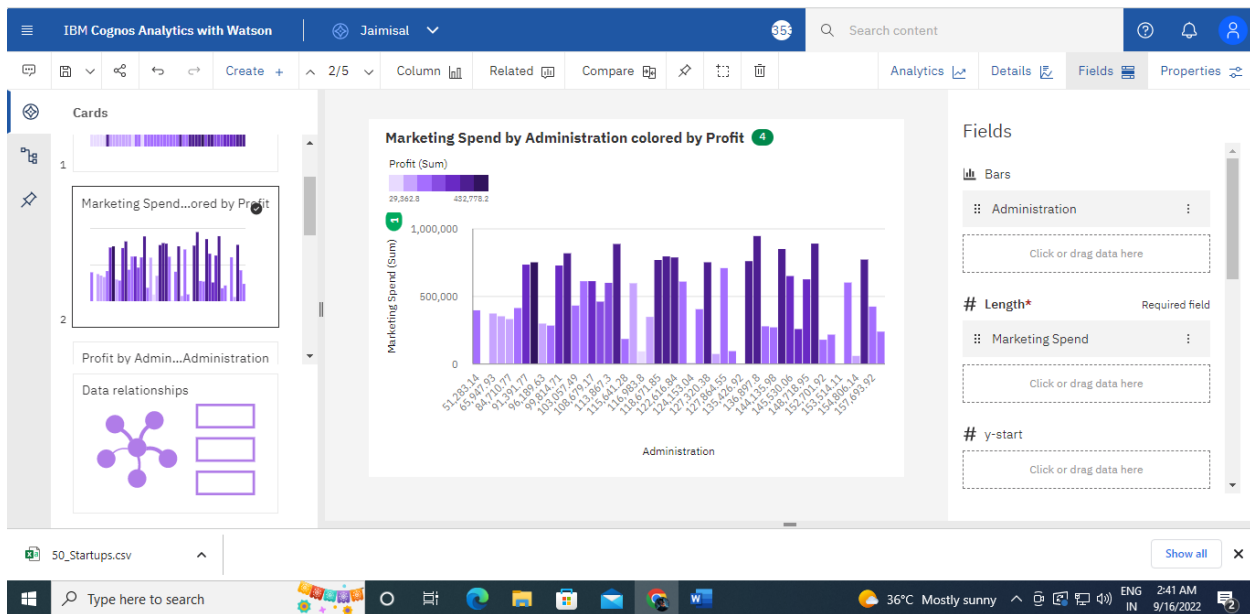 IBM Cognos Analytics with Watson
Jaimisal
353
Search content
Create +
2/5
Column
Related
Compare
Analytics
Details
Fields
Properties
Cards
1
Marketing Spend...ored by Profit
2
Profit by Admin...Administration
Data relationships
Marketing Spend by Administration colored by Profit 4
Profit (Sum)
29,362.8 432,778.2
1
Marketing Spend (Sum)
1,000,000
500,000
0
51,283.14
65,947.93
84,710.77
91,391.77
96,189.63
99,814.71
103,057.49
108,679.17
113,867.3
115,641.28
116,983.8
118,671.85
122,616.84
124,153.04
127,320.38
127,864.55
135,426.92
136,897.8
144,135.98
145,530.06
148,718.95
152,701.92
153,514.11
154,806.14
157,693.92
Administration
Fields
Bars
Administration
Click or drag data here
# Length* Required field
Marketing Spend
Click or drag data here
# y-start
Click or drag data here
50_Startups.csv
Show all
Type here to search
36°C Mostly sunny
ENG
IN
2:41 AM
9/16/2022
2